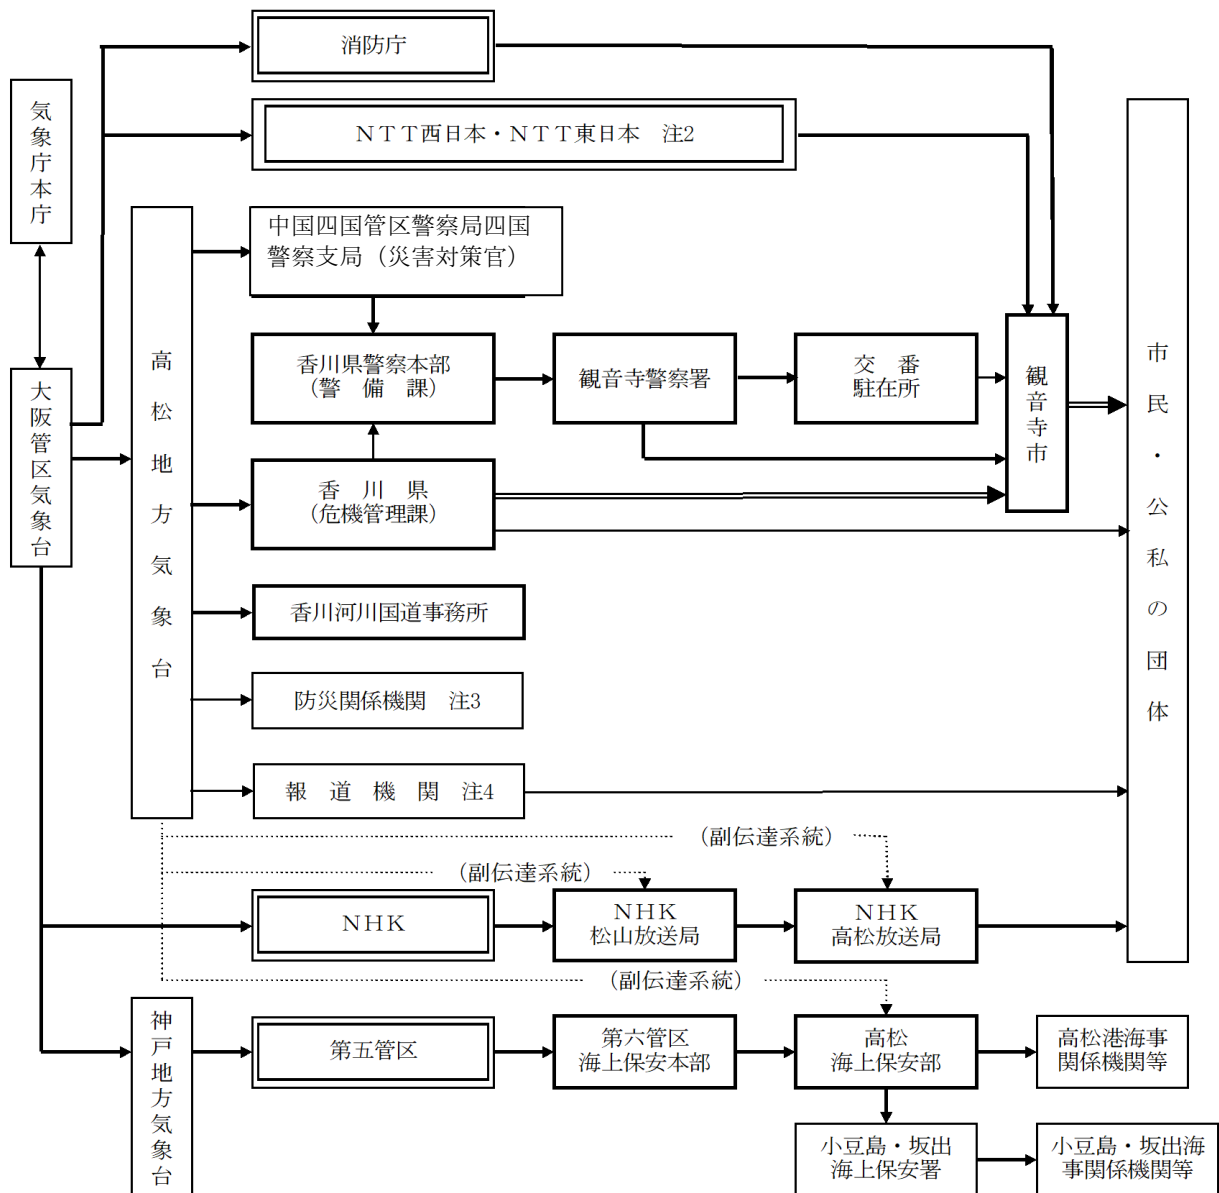 消防庁
気象庁本庁
ＮＴＴ西日本・ＮＴＴ東日本　注2
中国四国管区警察局四国
警察支局（災害対策官）
高松地方気象台
香川県警察本部
（警　備　課）
観音寺警察署
交　番
駐在所
観音寺市
市民・公私の団体
大阪管区気象台
香　川　県
（危機管理課）
香川河川国道事務所
防災関係機関　注3
報　道　機　関　注4
（副伝達系統）
（副伝達系統）
ＮＨＫ
ＮＨＫ
松山放送局
ＮＨＫ
高松放送局
（副伝達系統）
神戸地方気象台
第五管区
第六管区
海上保安本部
高松
海上保安部
高松港海事
関係機関等
小豆島・坂出
海上保安署
小豆島・坂出海
事関係機関等